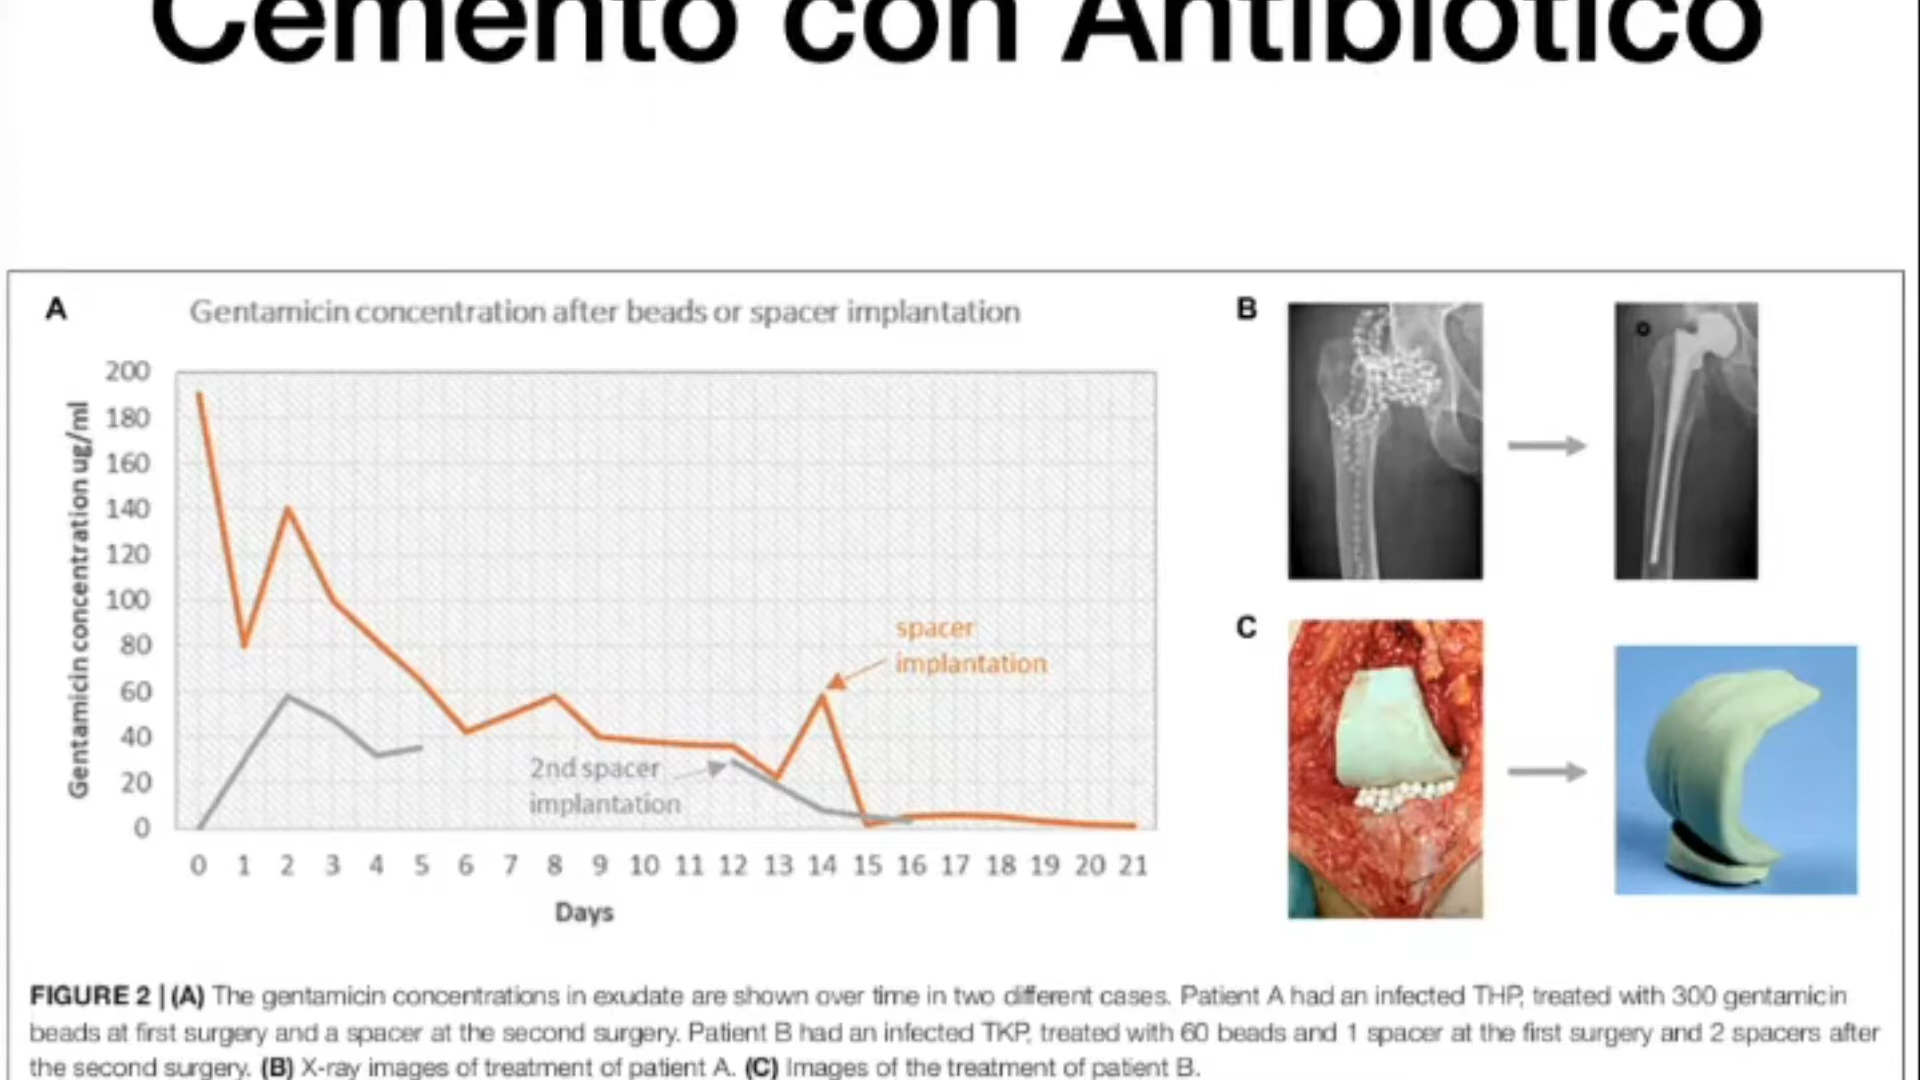 Cemento con Antibiótico
A
Gentamicin concentration after beads or spacer implantation
Gentamicin concentration ug/ml
200
180
160
140
120
100
80
60
40
20
0
spacer
implantation
2nd spacer
implantation
0 1 2 3 4 5 6 7 8 9 10 11 12 13 14 15 16 17 18 19 20 21
Days
B
C
FIGURE 2 | (A) The gentamicin concentrations in exudate are shown over time in two different cases. Patient A had an infected THP, treated with 300 gentamicin
beads at first surgery and a spacer at the second surgery. Patient B had an infected TKP, treated with 60 beads and 1 spacer at the first surgery and 2 spacers after
the second surgery. (B) X-ray images of treatment of patient A. (C) Images of the treatment of patient B.